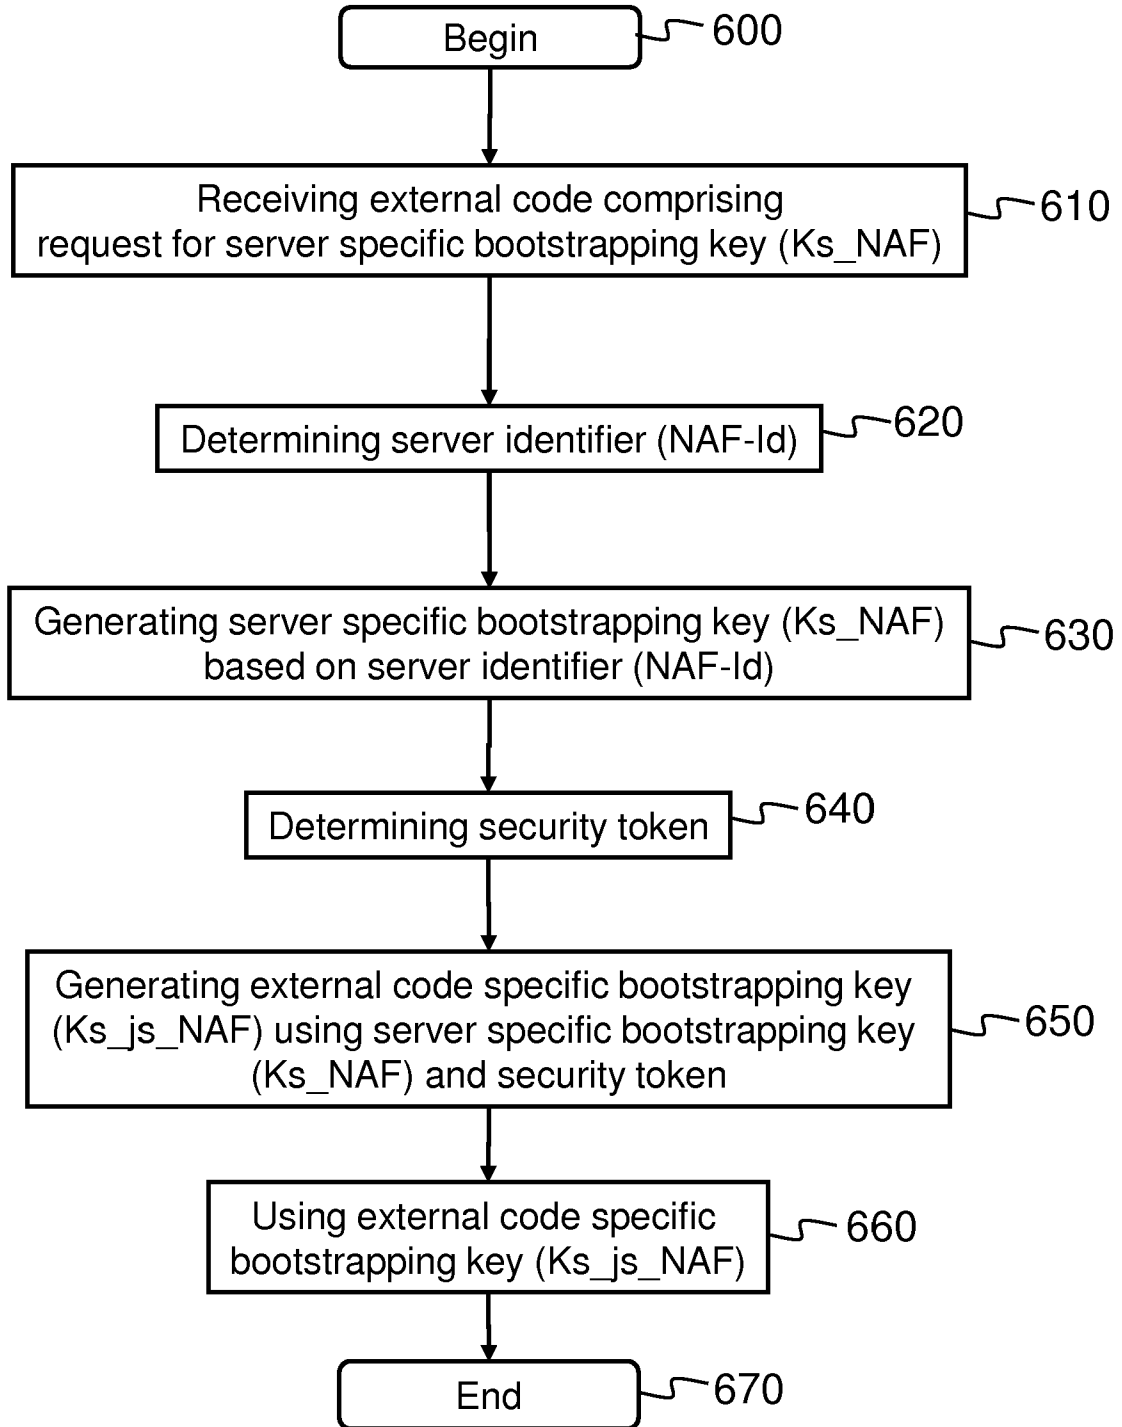 Begin
600
Receiving external code comprising
request for server specific bootstrapping key (Ks_NAF)
610
Determining server identifier (NAF-Id)
620
Generating server specific bootstrapping key (Ks_NAF)
based on server identifier (NAF-Id)
630
Determining security token
640
Generating external code specific bootstrapping key
(Ks_js_NAF) using server specific bootstrapping key
(Ks_NAF) and security token
650
Using external code specific
bootstrapping key (Ks_js_NAF)
660
End
670